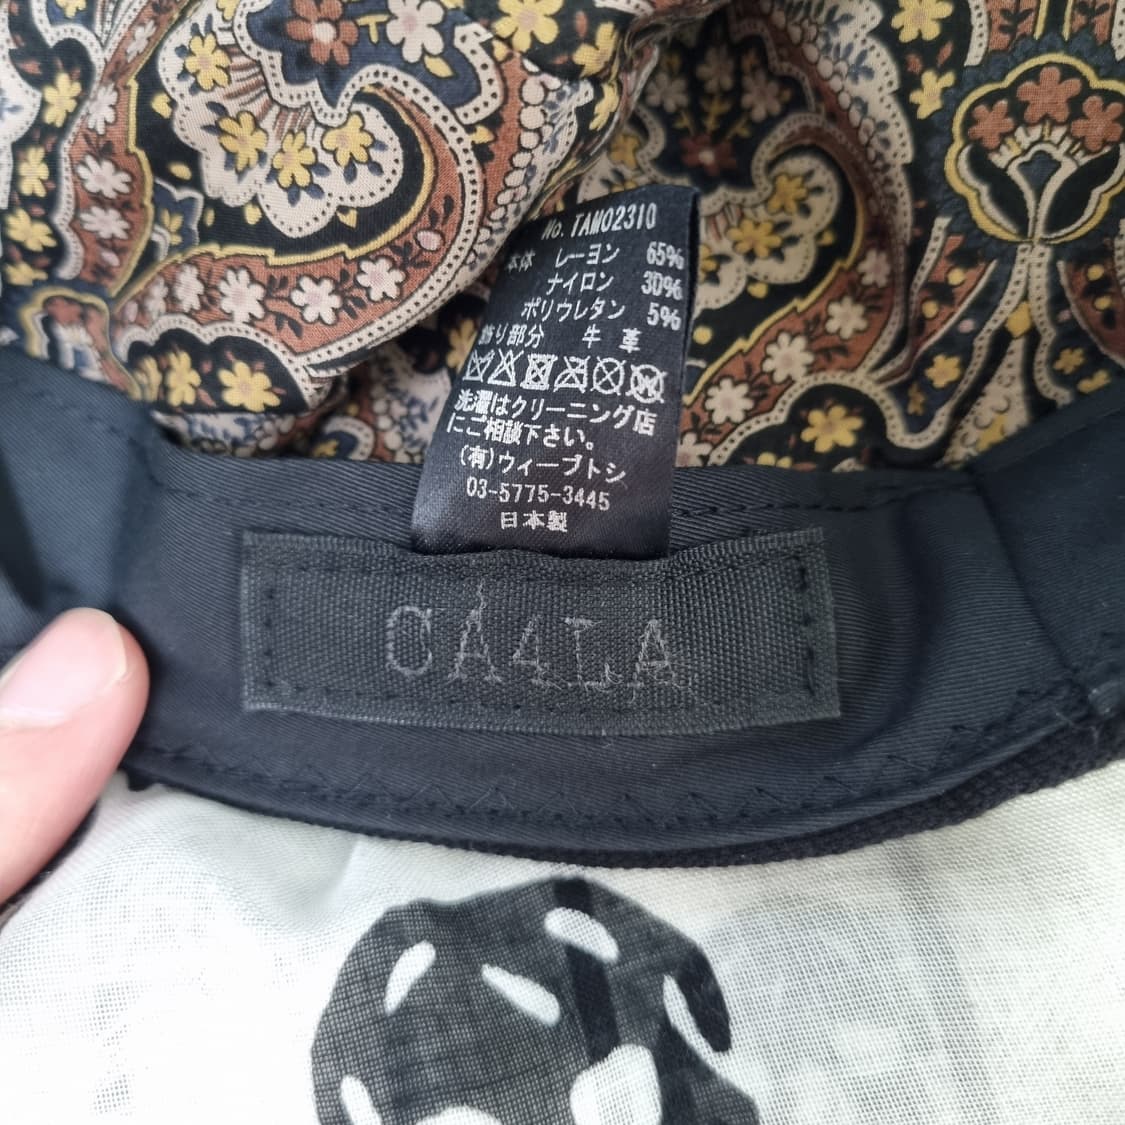 No. TAM02310
本体 レーヨン 65%
ナイロン 30%
ポリウレタン 5%
飾り部分 牛革
洗濯はクリーニング店
にご相談下さい。
(有)ウィーブトシ
03-5775-3445
日本製
CA4LA